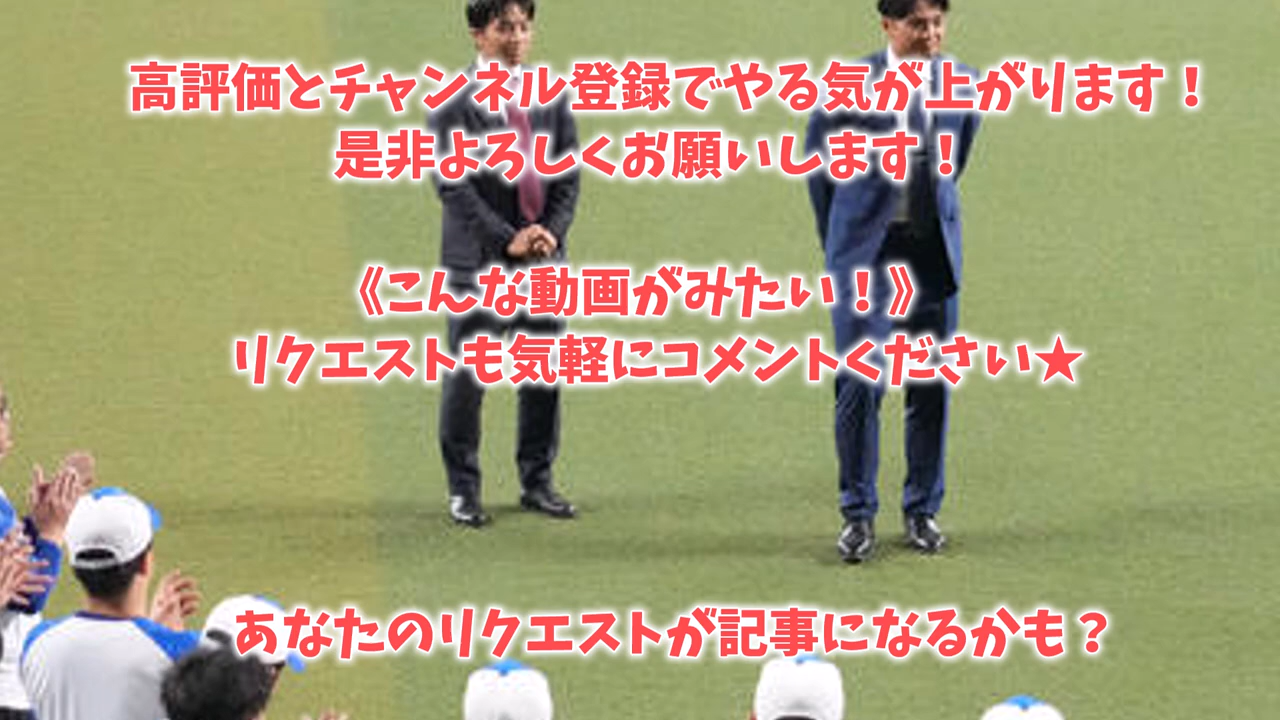 高評価とチャンネル登録でやる気が上がります！
是非よろしくお願いします！
《こんな動画がみたい！》
リクエストも気軽にコメントください★
あなたのリクエストが記事になるかも？